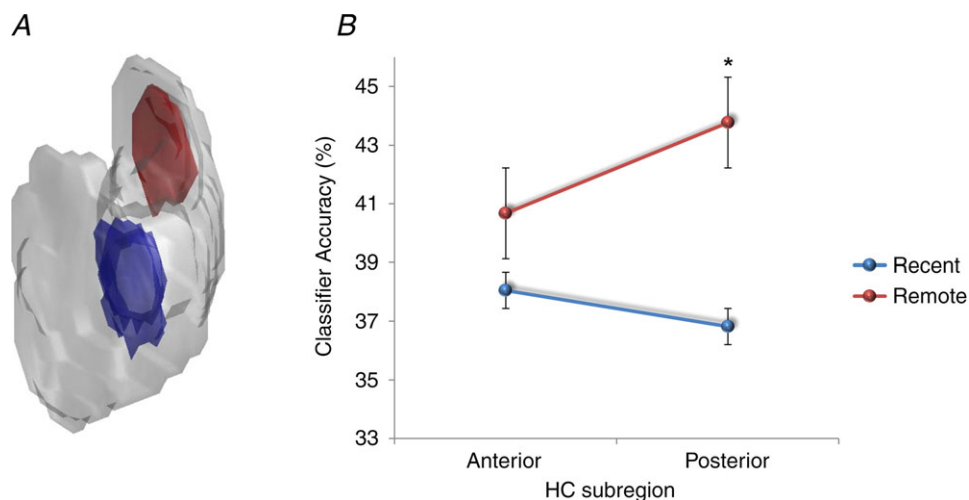 A
B
*
45
43
41
39
37
35
33
Classifier Accuracy (%)
Anterior
Posterior
HC subregion
Recent
Remote